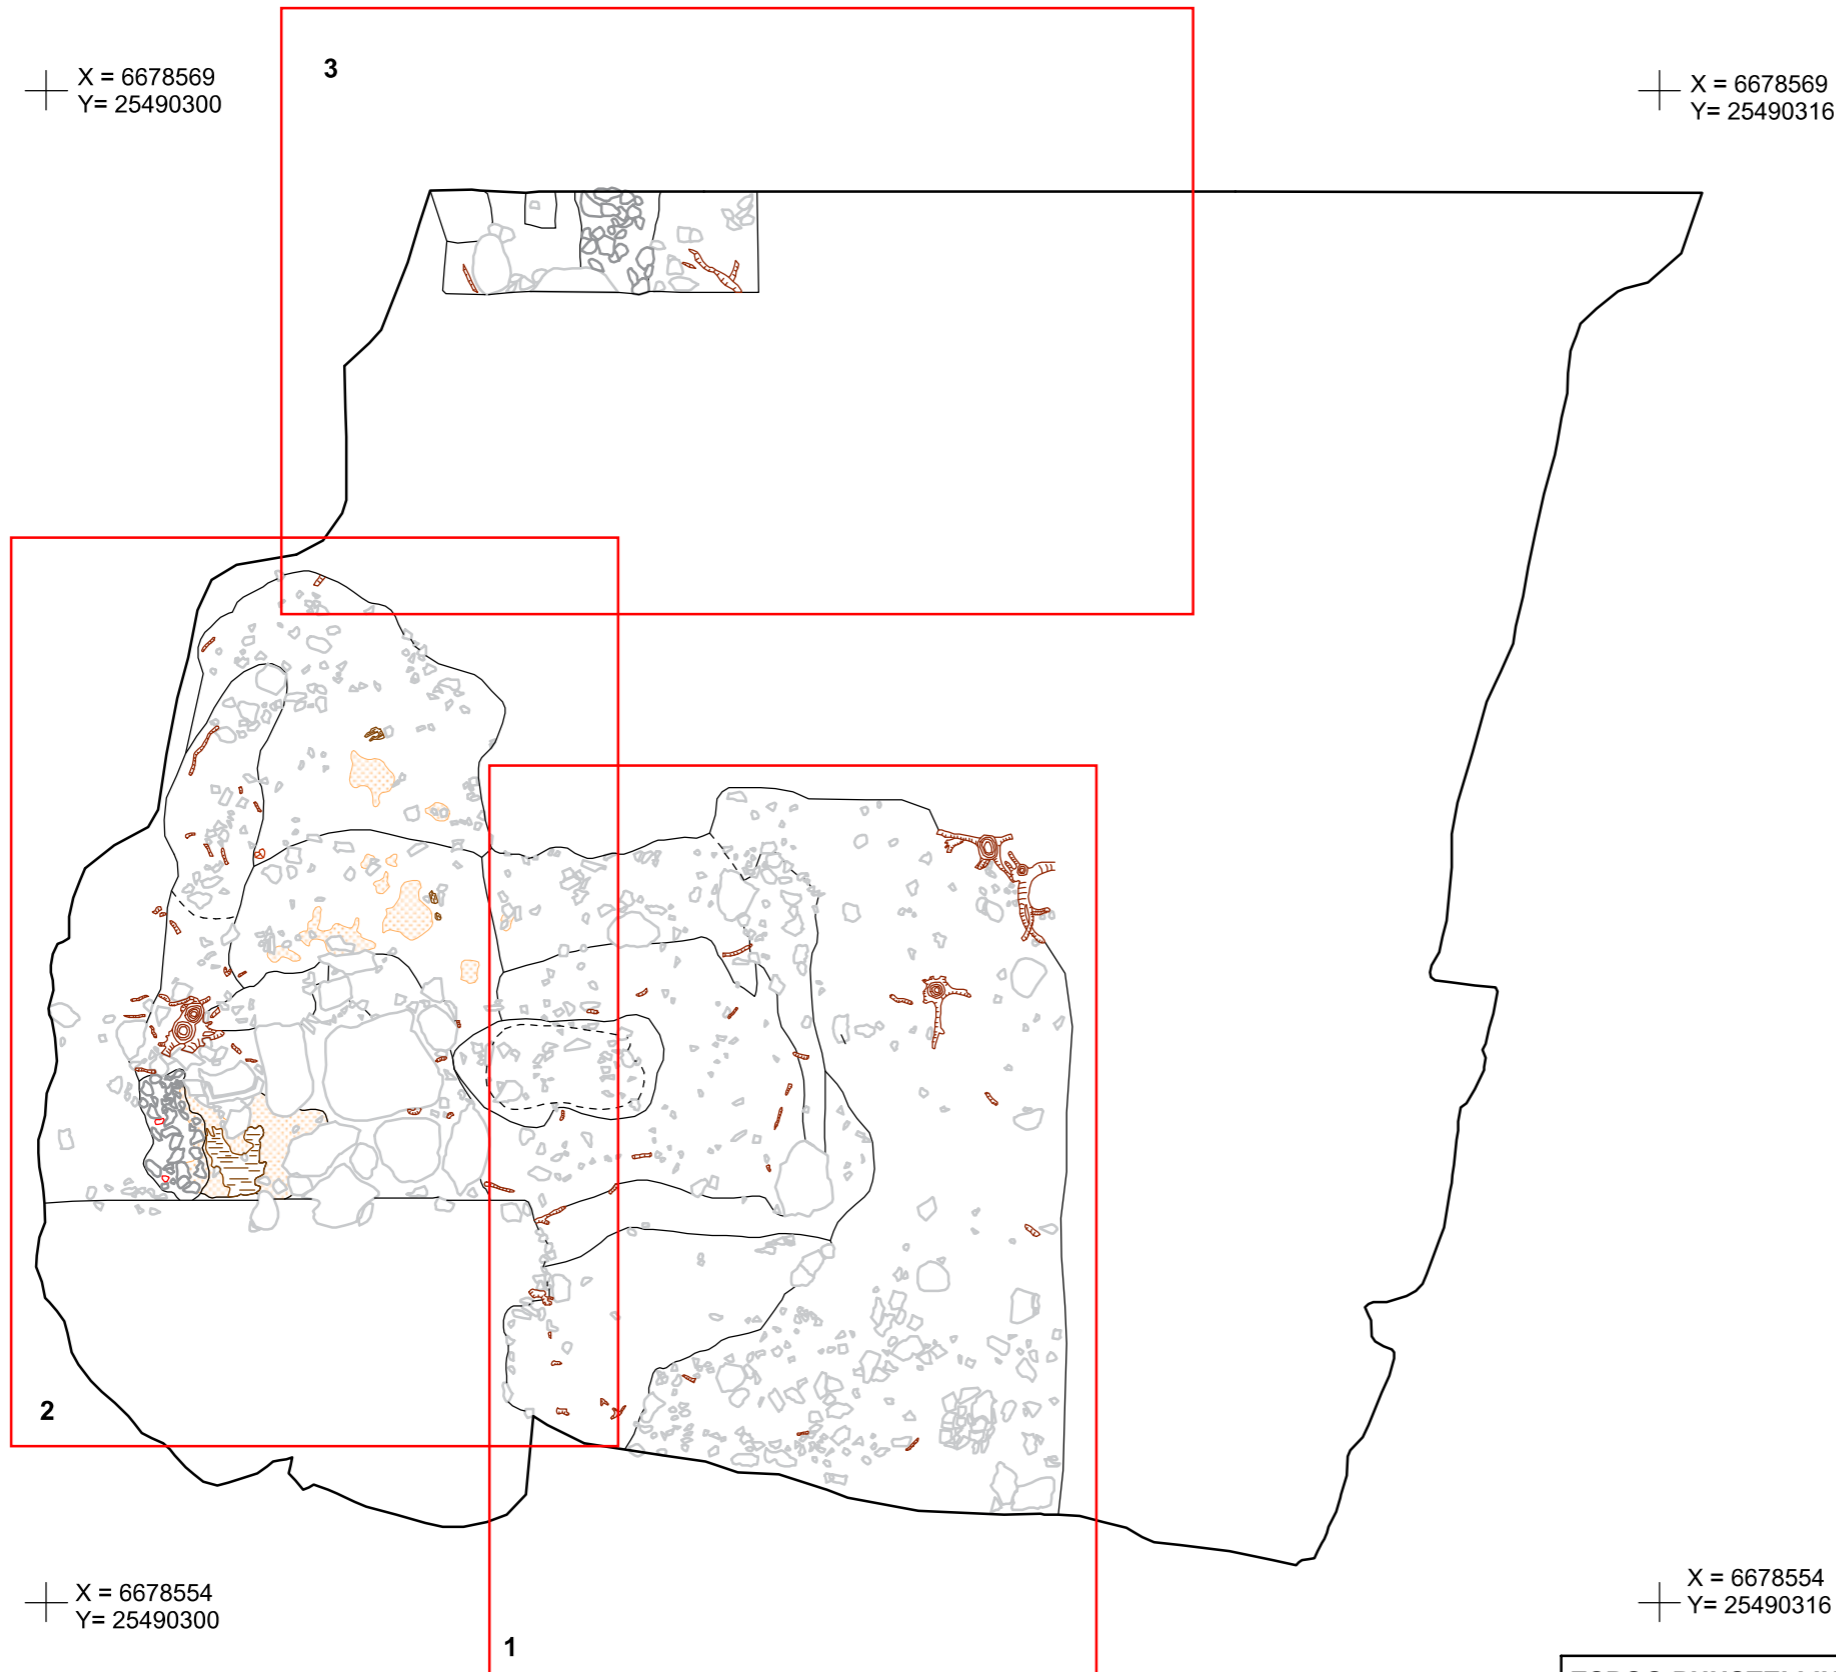 3
X = 6678569
Y= 25490300
X = 6678569
Y= 25490316
2
X = 6678554
Y= 25490300
1
X = 6678554
Y= 25490316